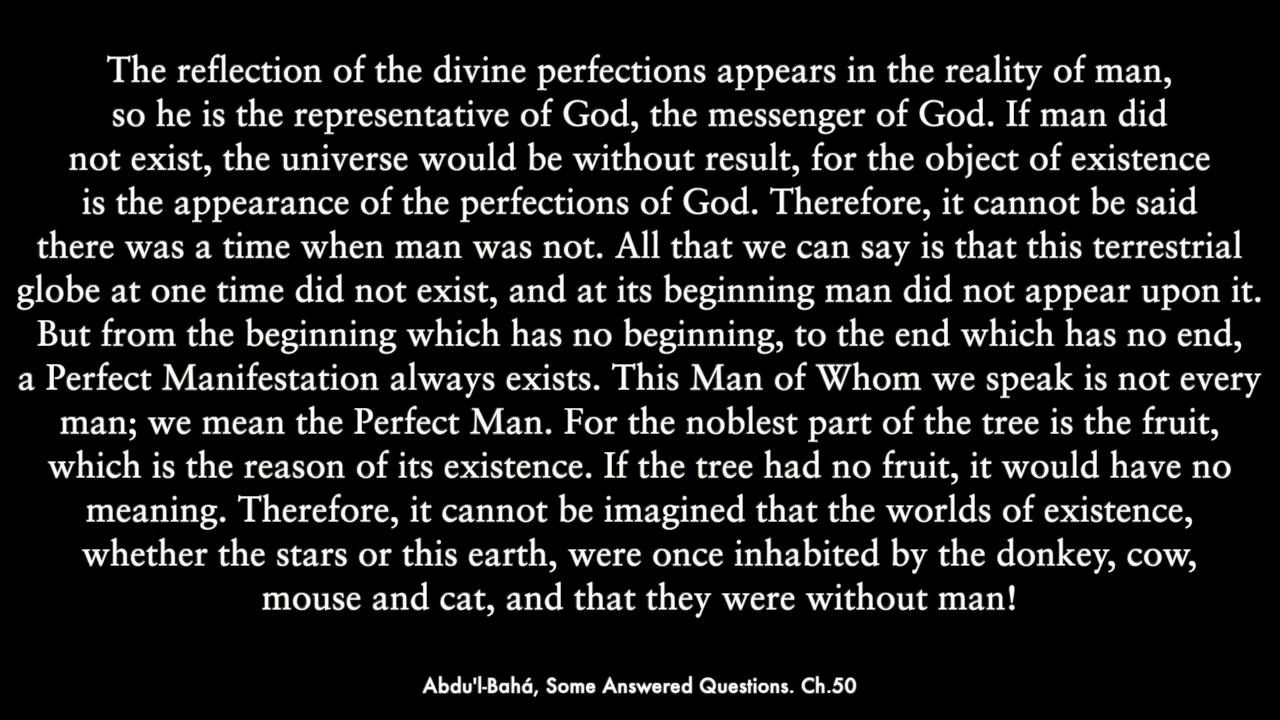 The reflection of the divine perfections appears in the reality of man,
so he is the representative of God, the messenger of God. If man did
not exist, the universe would be without result, for the object of existence
is the appearance of the perfections of God. Therefore, it cannot be said
there was a time when man was not. All that we can say is that this terrestrial
globe at one time did not exist, and at its beginning man did not appear upon it.
But from the beginning which has no beginning, to the end which has no end,
a Perfect Manifestation always exists. This Man of Whom we speak is not every
man; we mean the Perfect Man. For the noblest part of the tree is the fruit,
which is the reason of its existence. If the tree had no fruit, it would have no
meaning. Therefore, it cannot be imagined that the worlds of existence,
whether the stars or this earth, were once inhabited by the donkey, cow,
mouse and cat, and that they were without man!
Abdu'l-Bahá, Some Answered Questions. Ch.50